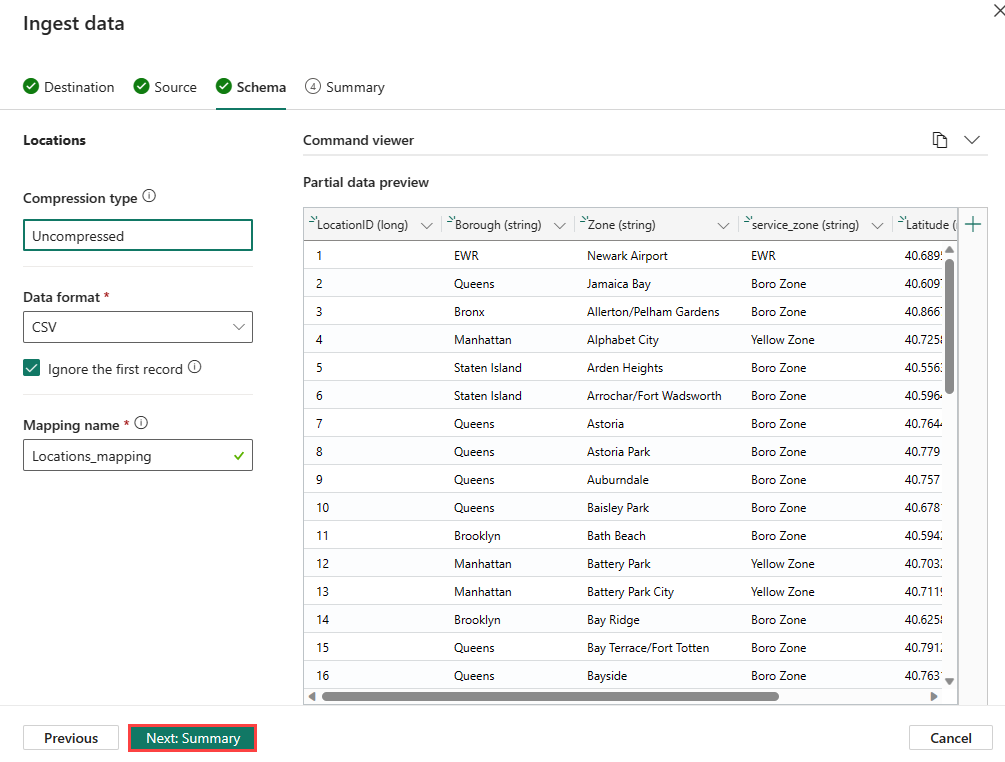 Ingest data
Destination Source Schema 4 Summary
Locations
Command viewer
Compression type
Uncompressed
Data format *
CSV
Ignore the first record
Mapping name *
Locations_mapping
Partial data preview
LocationID (long) Borough (string) Zone (string) service_zone (string) Latitude (
1 EWR Newark Airport EWR 40.689
2 Queens Jamaica Bay Boro Zone 40.609
3 Bronx Allerton/Pelham Gardens Boro Zone 40.866
4 Manhattan Alphabet City Yellow Zone 40.725
5 Staten Island Arden Heights Boro Zone 40.556
6 Staten Island Arrochar/Fort Wadsworth Boro Zone 40.596
7 Queens Astoria Boro Zone 40.764
8 Queens Astoria Park Boro Zone 40.779
9 Queens Auburndale Boro Zone 40.757
10 Queens Baisley Park Boro Zone 40.678
11 Brooklyn Bath Beach Boro Zone 40.594
12 Manhattan Battery Park Yellow Zone 40.703
13 Manhattan Battery Park City Yellow Zone 40.711
14 Brooklyn Bay Ridge Boro Zone 40.625
15 Queens Bay Terrace/Fort Totten Boro Zone 40.791
16 Queens Bayside Boro Zone 40.763
Previous Next: Summary Cancel